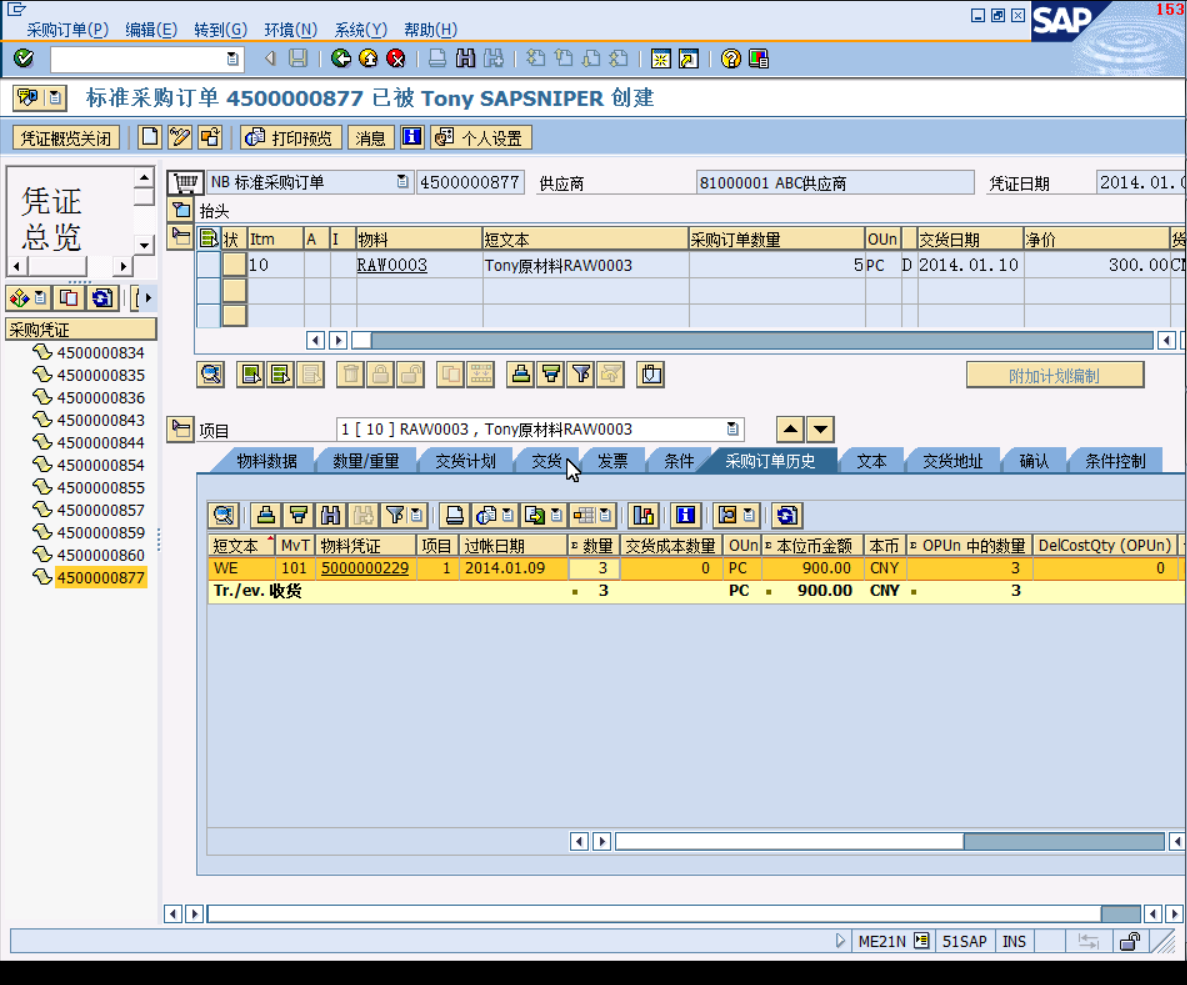 153
采购订单(P) 编辑(E) 转到(G) 环境(N) 系统(Y) 帮助(H)
SAP
标准采购订单 4500000877 已被 Tony SAPSNIPER 创建
凭证概览关闭 打印预览 消息 个人设置
凭证
总览
NB 标准采购订单 4500000877 供应商 81000001 ABC供应商 凭证日期 2014.01.
抬头
状 Itm A I 物料 短文本 采购订单数量 OUn 交货日期 净价 货
10 RAW0003 Tony原材料RAW0003 5 PC D 2014.01.10 300.00
附加计划编制
采购凭证
4500000834
4500000835
4500000836
4500000843
4500000844
4500000854
4500000855
4500000857
4500000859
4500000860
4500000877
项目 1 [ 10 ] RAW0003 , Tony原材料RAW0003
物料数据 数量/重量 交货计划 交货 发票 条件 采购订单历史 文本 交货地址 确认 条件控制
短文本 MvT 物料凭证 项目 过帐日期 Σ 数量 交货成本数量 OUn Σ 本位币金额 本币 Σ OPUn 中的数量 DelCostQty (OPUn)
WE 101 5000000229 1 2014.01.09 3 0 PC 900.00 CNY 3 0
Tr./ev. 收货 ▪ 3 PC ▪ 900.00 CNY ▪ 3
ME21N 51SAP INS